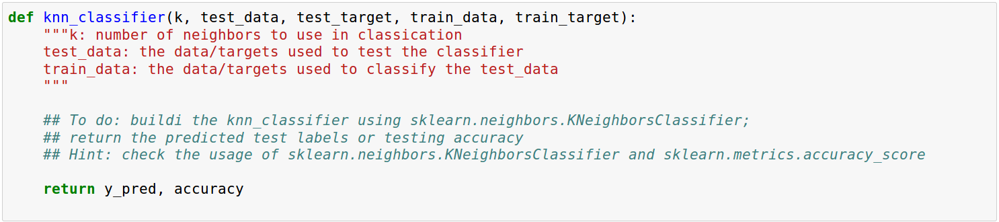 def knn_classifier(k, test_data, test_target, train_data, train_target):
    """k: number of neighbors to use in classication
    test_data: the data/targets used to test the classifier
    train_data: the data/targets used to classify the test_data
    """
    ## To do: buildi the knn_classifier using sklearn.neighbors.KNeighborsClassifier;
    ## return the predicted test labels or testing accuracy
    ## Hint: check the usage of sklearn.neighbors.KNeighborsClassifier and sklearn.metrics.accuracy_score
    return y_pred, accuracy